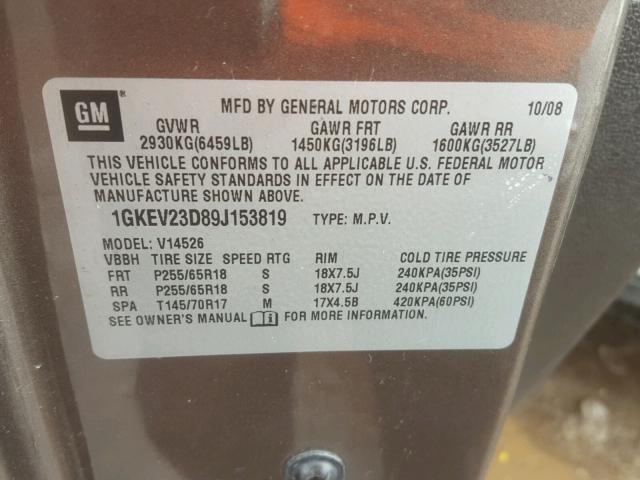 GM
MFD BY GENERAL MOTORS CORP. 10/08
GVWR GAWR FRT GAWR RR
2930KG(6459LB) 1450KG(3196LB) 1600KG(3527LB)
THIS VEHICLE CONFORMS TO ALL APPLICABLE U.S. FEDERAL MOTOR
VEHICLE SAFETY STANDARDS IN EFFECT ON THE DATE OF
MANUFACTURE SHOWN ABOVE.
1GKEV23D89J153819 TYPE: M.P.V.
MODEL: V14526
VBBH TIRE SIZE SPEED RTG RIM COLD TIRE PRESSURE
FRT P255/65R18 S 18X7.5J 240KPA(35PSI)
RR P255/65R18 S 18X7.5J 240KPA(35PSI)
SPA T145/70R17 M 17X4.5B 420KPA(60PSI)
SEE OWNER'S MANUAL FOR MORE INFORMATION.